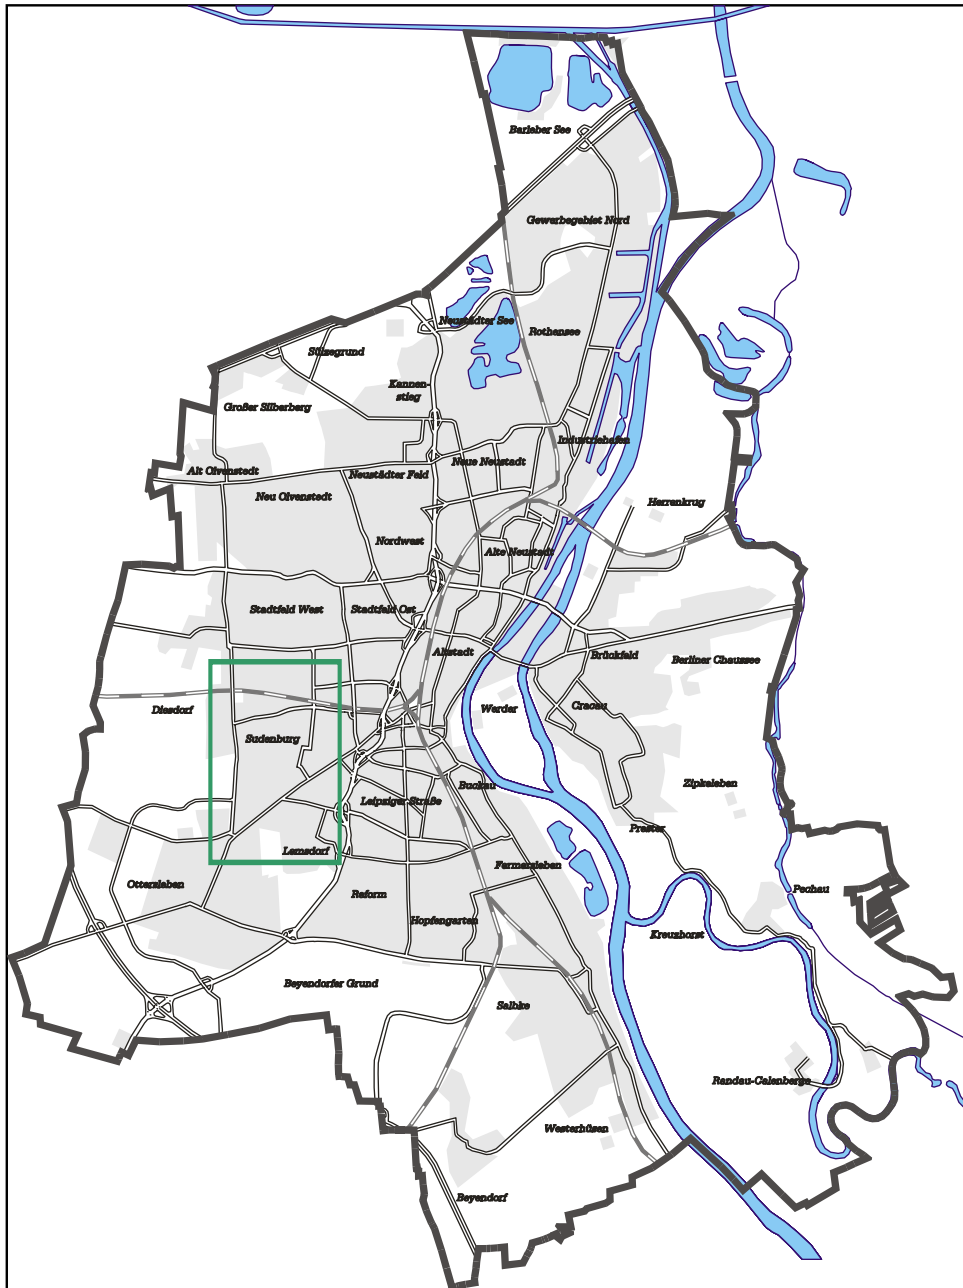 Barleber See
Gewerbegebiet Nord
Neustädter See
Rothensee
Sülzegrund
Kannen-
stieg
Großer Silberberg
Industriehafen
Alt Olvenstedt
Neustädter Feld
Neue Neustadt
Neu Olvenstedt
Herrenkrug
Nordwest
Alte Neustadt
Stadtfeld West
Stadtfeld Ost
Altstadt
Brückfeld
Berliner Chaussee
Diesdorf
Werder
Cracau
Sudenburg
Zipkeleben
Buckau
Leipziger Straße
Prester
Lemsdorf
Fermersleben
Ottersleben
Reform
Pechau
Hopfengarten
Kreuzhorst
Beyendorfer Grund
Salbke
Randau-Calenberge
Westerhüsen
Beyendorf